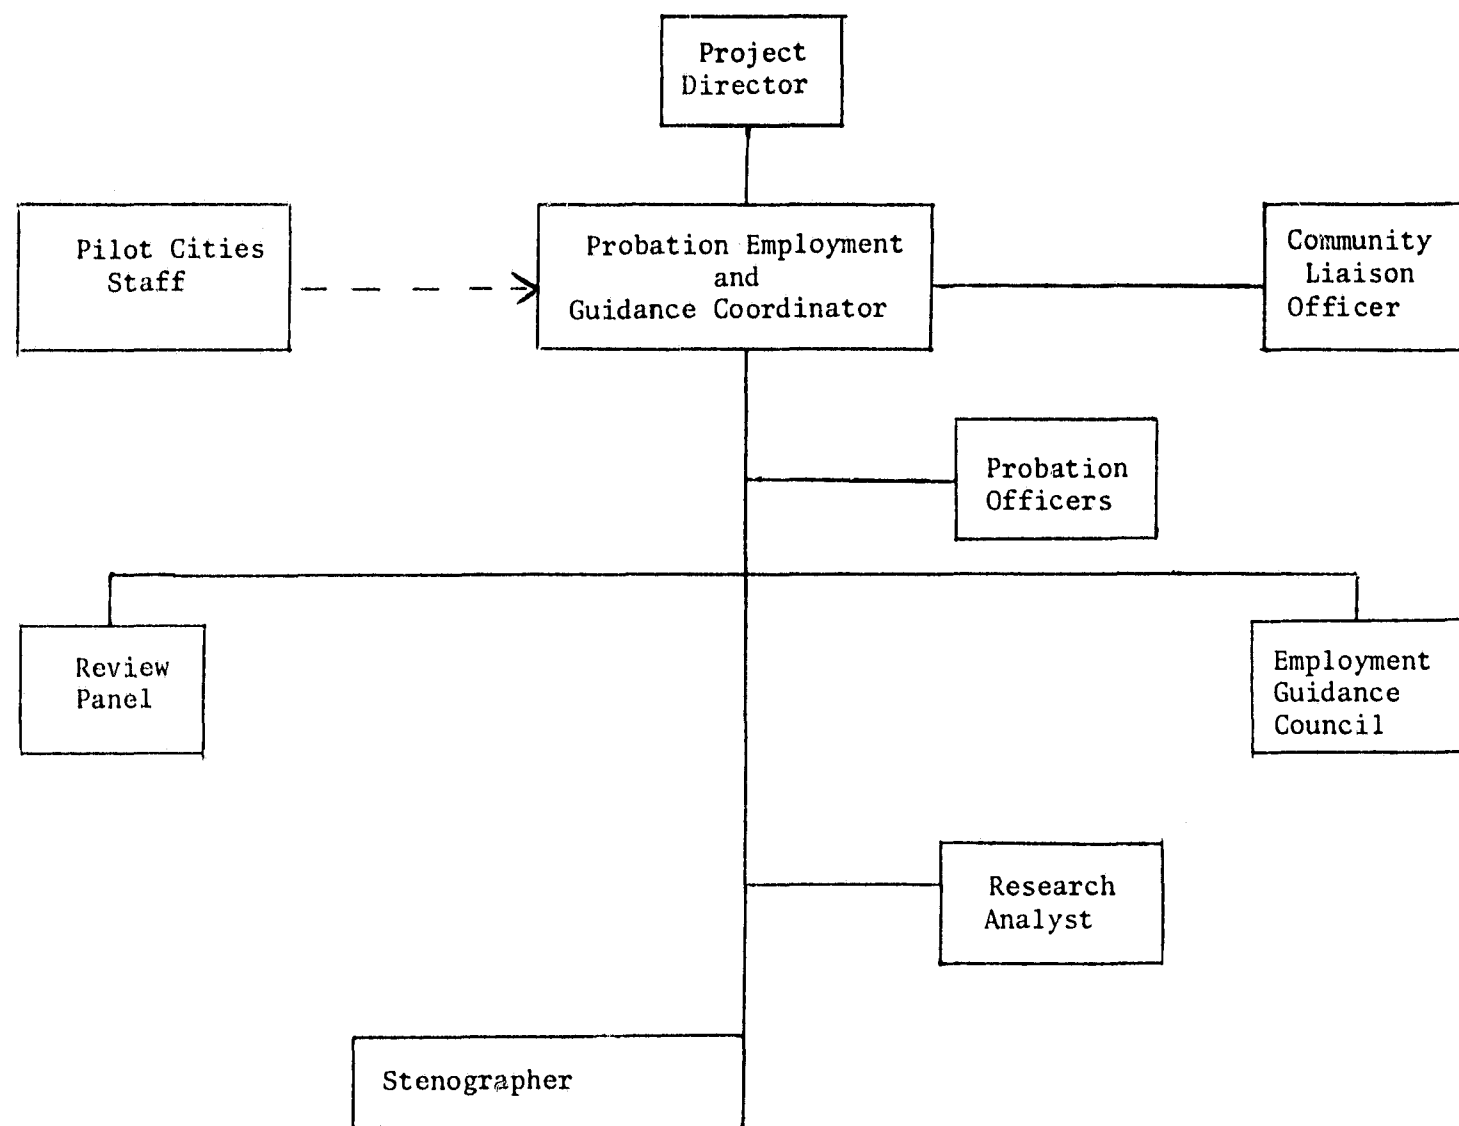 Project
Director
Pilot Cities
Staff
Probation Employment
and
Guidance Coordinator
Community
Liaison
Officer
Probation
Officers
Review
Panel
Employment
Guidance
Council
Research
Analyst
Stenographer